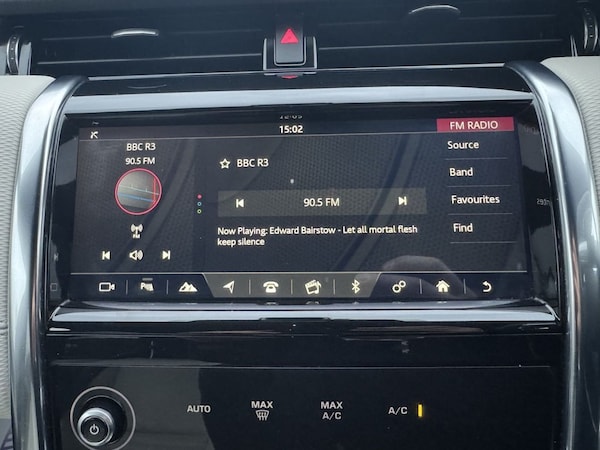 15:02
FM RADIO
BBC R3
90.5 FM
FM
BBC R3
90.5 FM
Now Playing: Edward Bairstow - Let all mortal flesh
keep silence
Source
Band
Favourites
Find
AUTO
MAX
MAX
A/C
A/C